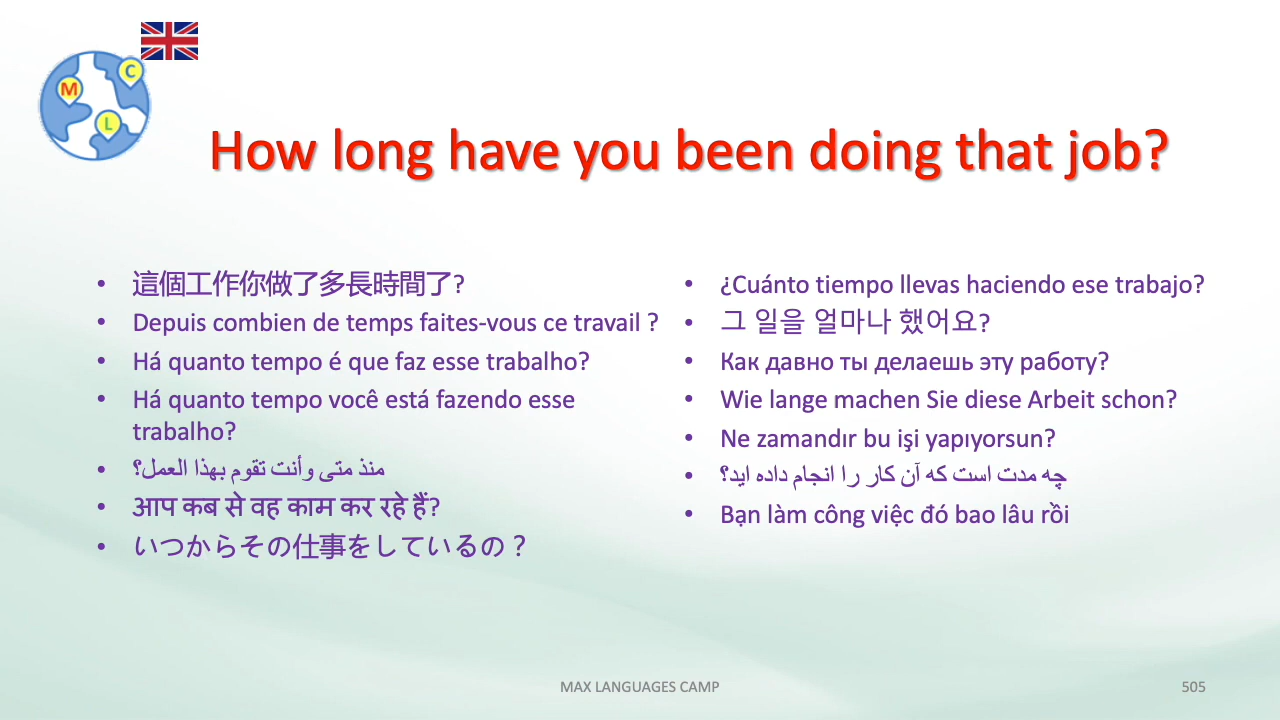 M
C
L
How long have you been doing that job?
• 這個工作你做了多長時間了?
• Depuis combien de temps faites-vous ce travail ?
• Há quanto tempo é que faz esse trabalho?
• Há quanto tempo você está fazendo esse
trabalho?
• منذ متى وأنت تقوم بهذا العمل؟
• आप कब से वह काम कर रहे हैं?
• いつからその仕事をしているの？
• ¿Cuánto tiempo llevas haciendo ese trabajo?
• 그 일을 얼마나 했어요?
• Как давно ты делаешь эту работу?
• Wie lange machen Sie diese Arbeit schon?
• Ne zamandır bu işi yapıyorsun?
• چه مدت است که آن کار را انجام داده اید؟
• Bạn làm công việc đó bao lâu rồi
MAX LANGUAGES CAMP
505